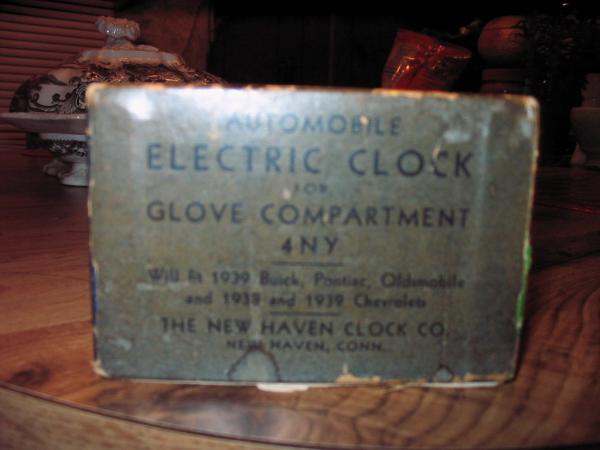 AUTOMOBILE
ELECTRIC CLOCK
FOR
GLOVE COMPARTMENT
4NY
Will fit 1939 Buick, Pontiac, Oldsmobile
and 1938 and 1939 Chevrolets
THE NEW HAVEN CLOCK CO.
NEW HAVEN, CONN.